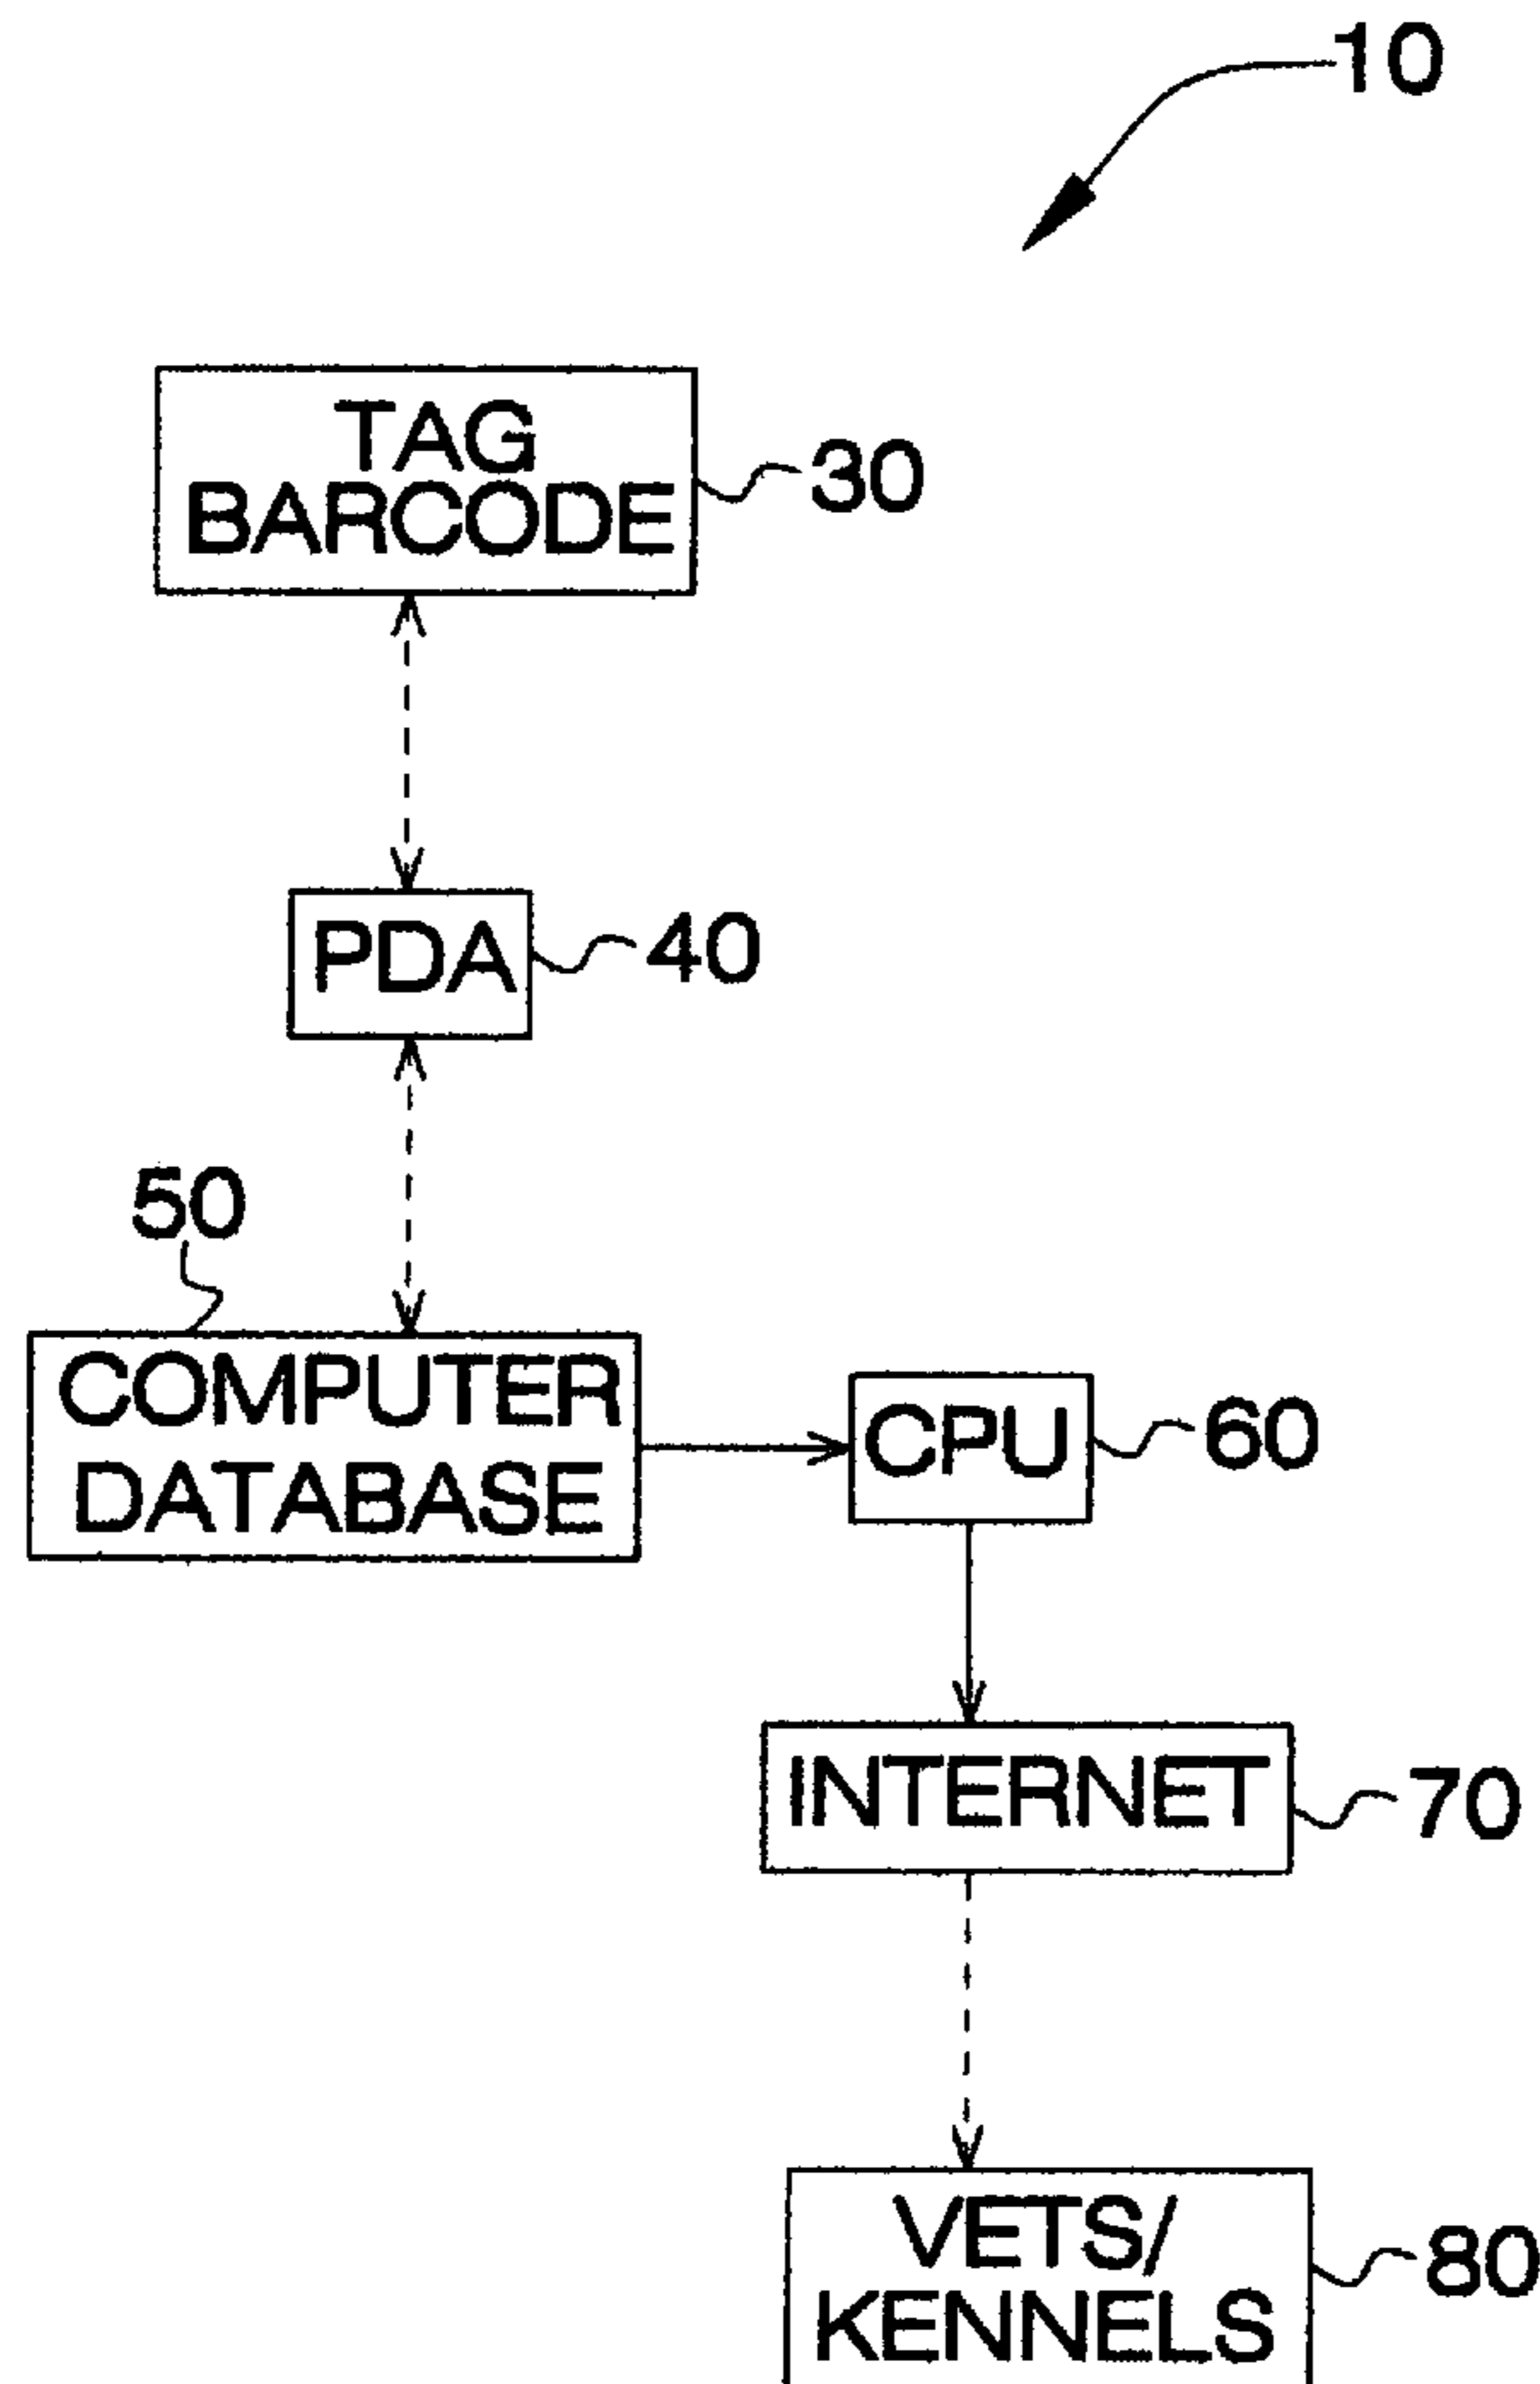 10
TAG
BARCODE
30
PDA
40
50
COMPUTER
DATABASE
CPU
60
INTERNET
70
VETS/
KENNELS
80